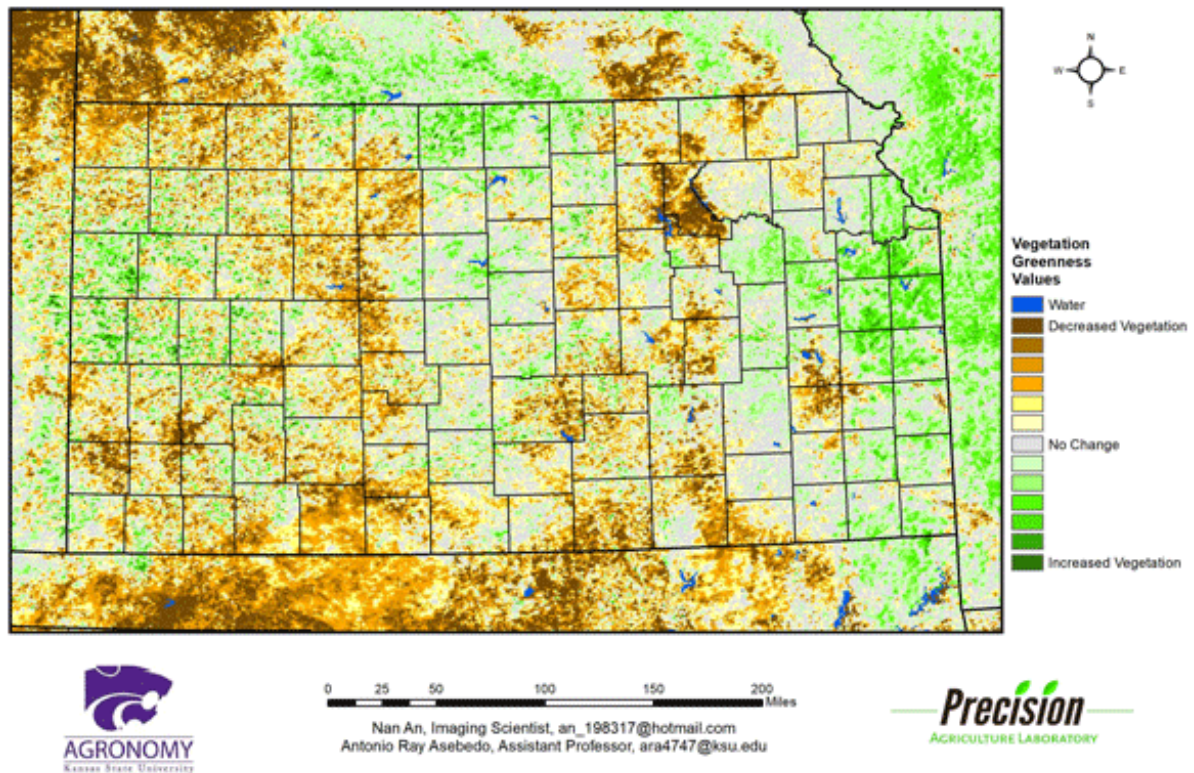 N
W E
S
Vegetation
Greenness
Values
Water
Decreased Vegetation
No Change
Increased Vegetation
0 25 50 100 150 200
Miles
Nan An, Imaging Scientist, an_198317@hotmail.com
Antonio Ray Asebedo, Assistant Professor, ara4747@ksu.edu
AGRONOMY
Kansas State University
Precision
AGRICULTURE LABORATORY